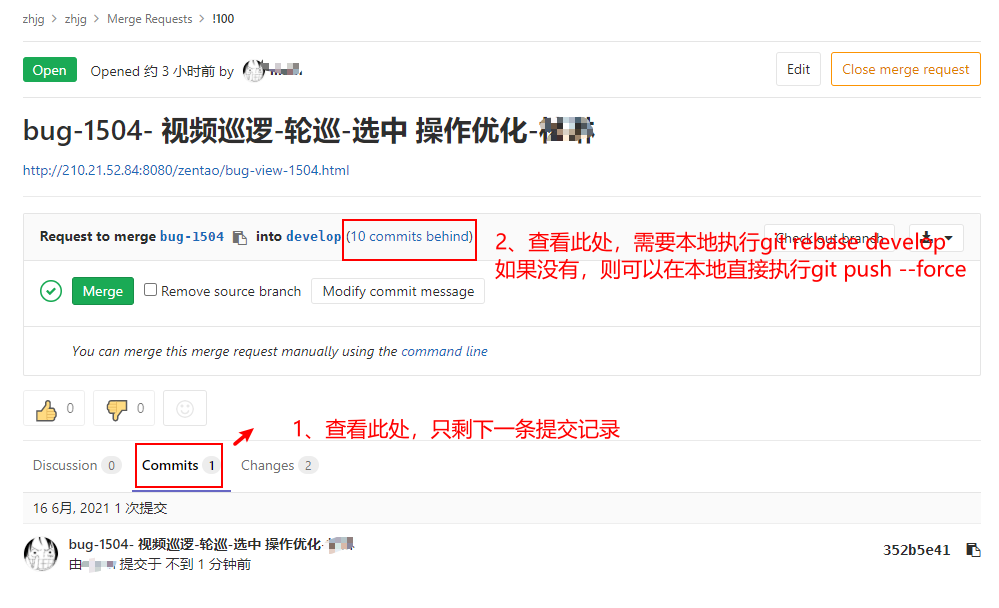 zhjg > zhjg > Merge Requests > !100
Open Opened 约 3 小时前 by
Edit
Close merge request
bug-1504- 视频巡逻-轮巡-选中 操作优化-
http://210.21.52.84:8080/zentao/bug-view-1504.html
Request to merge bug-1504 into develop (10 commits behind)
Check out branch
2、查看此处，需要本地执行git rebase develop
如果没有，则可以在本地直接执行git push --force
Merge Remove source branch Modify commit message
You can merge this merge request manually using the command line
0 0
1、查看此处，只剩下一条提交记录
Discussion 0 Commits 1 Changes 2
16 6月, 2021 1 次提交
bug-1504- 视频巡逻-轮巡-选中 操作优化-
由 提交于 不到 1 分钟前
352b5e41